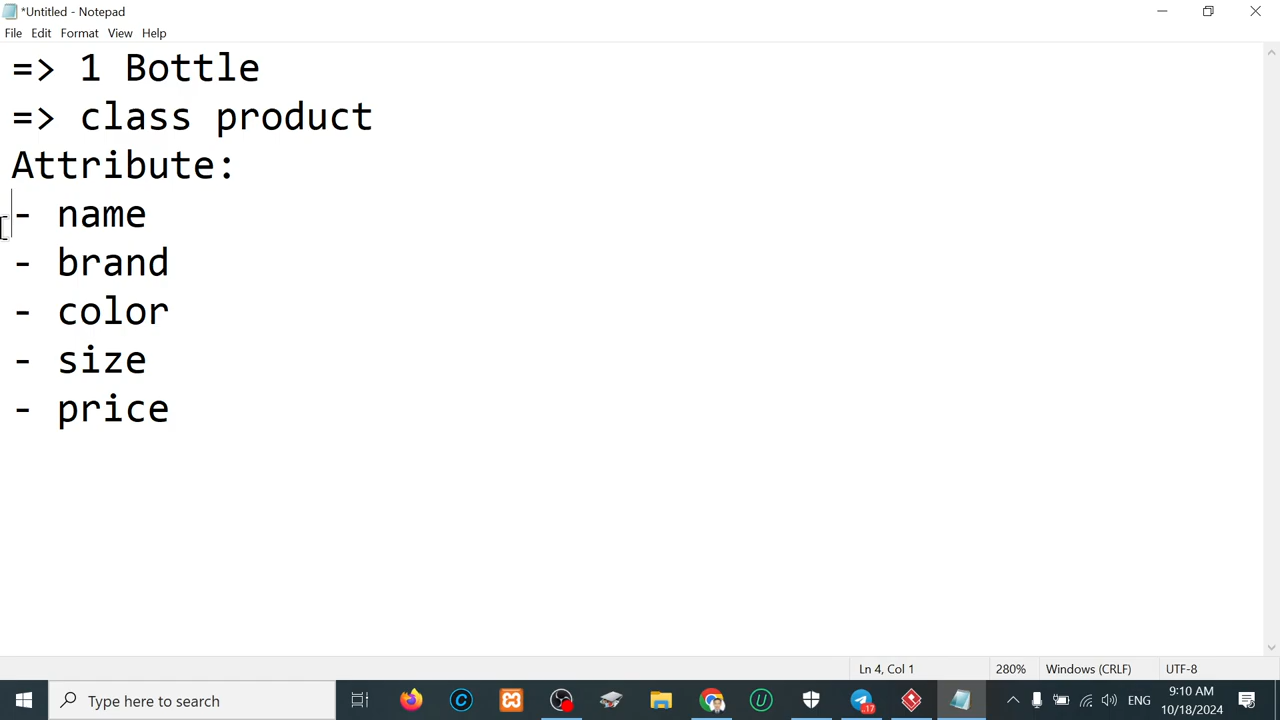 *Untitled - Notepad
File Edit Format View Help
=> 1 Bottle
=> class product
Attribute:
- name
- brand
- color
- size
- price
Ln 4, Col 1 280% Windows (CRLF) UTF-8
Type here to search
17
ENG
9:10 AM
10/18/2024